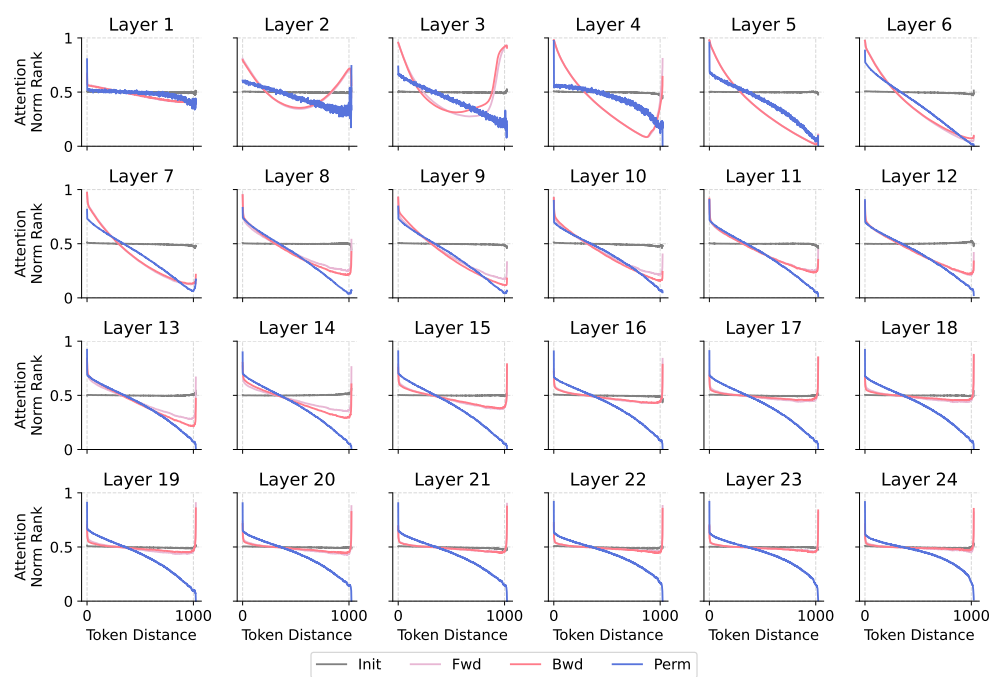 Layer 1 Layer 2 Layer 3 Layer 4 Layer 5 Layer 6
Attention
Norm Rank
1
0.5
0
Layer 7 Layer 8 Layer 9 Layer 10 Layer 11 Layer 12
Attention
Norm Rank
1
0.5
0
Layer 13 Layer 14 Layer 15 Layer 16 Layer 17 Layer 18
Attention
Norm Rank
1
0.5
0
Layer 19 Layer 20 Layer 21 Layer 22 Layer 23 Layer 24
Attention
Norm Rank
1
0.5
0
0 1000 0 1000 0 1000 0 1000 0 1000 0 1000
Token Distance Token Distance Token Distance Token Distance Token Distance Token Distance
Init Fwd Bwd Perm